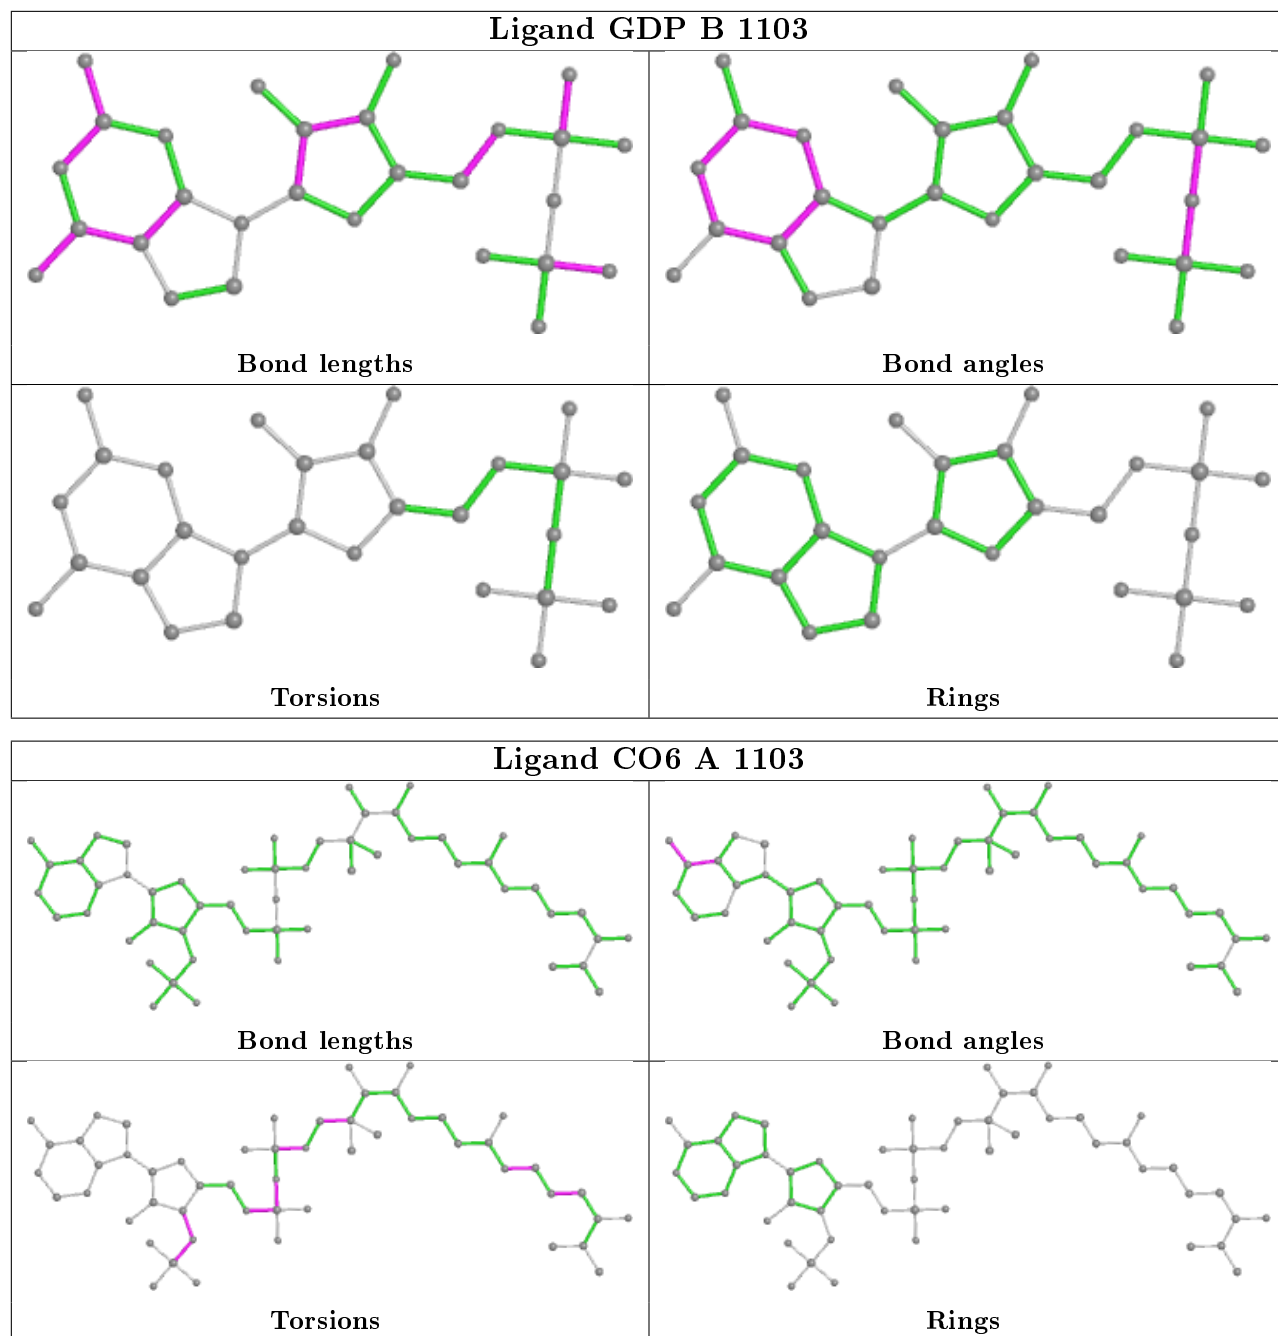 Ligand GDP B 1103
Bond lengths
Bond angles
Torsions
Rings
Ligand CO6 A 1103
Bond lengths
Bond angles
Torsions
Rings